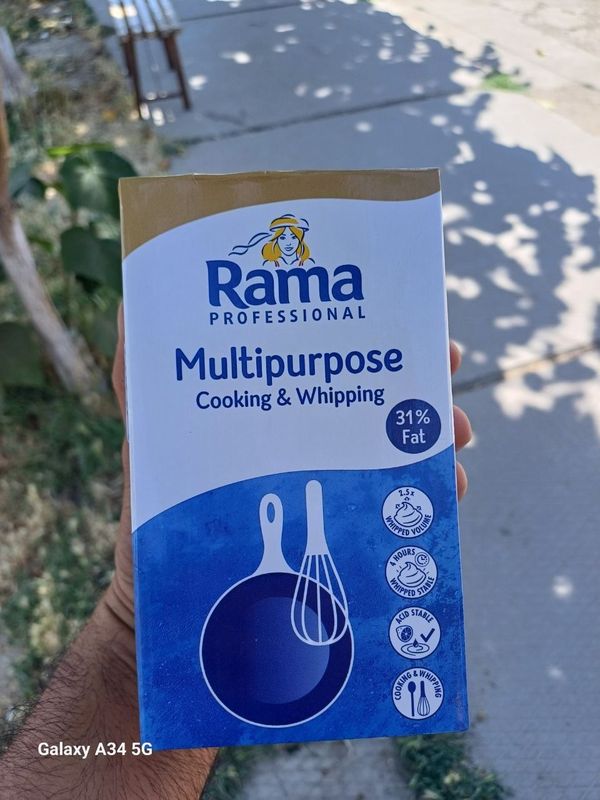 Rama
PROFESSIONAL
Multipurpose
Cooking & Whipping
31%
Fat
2.5x
WHIPPED VOLUME
4 HOURS
WHIPPED STABLE
ACID STABLE
COOKING & WHIPPING
Galaxy A34 5G